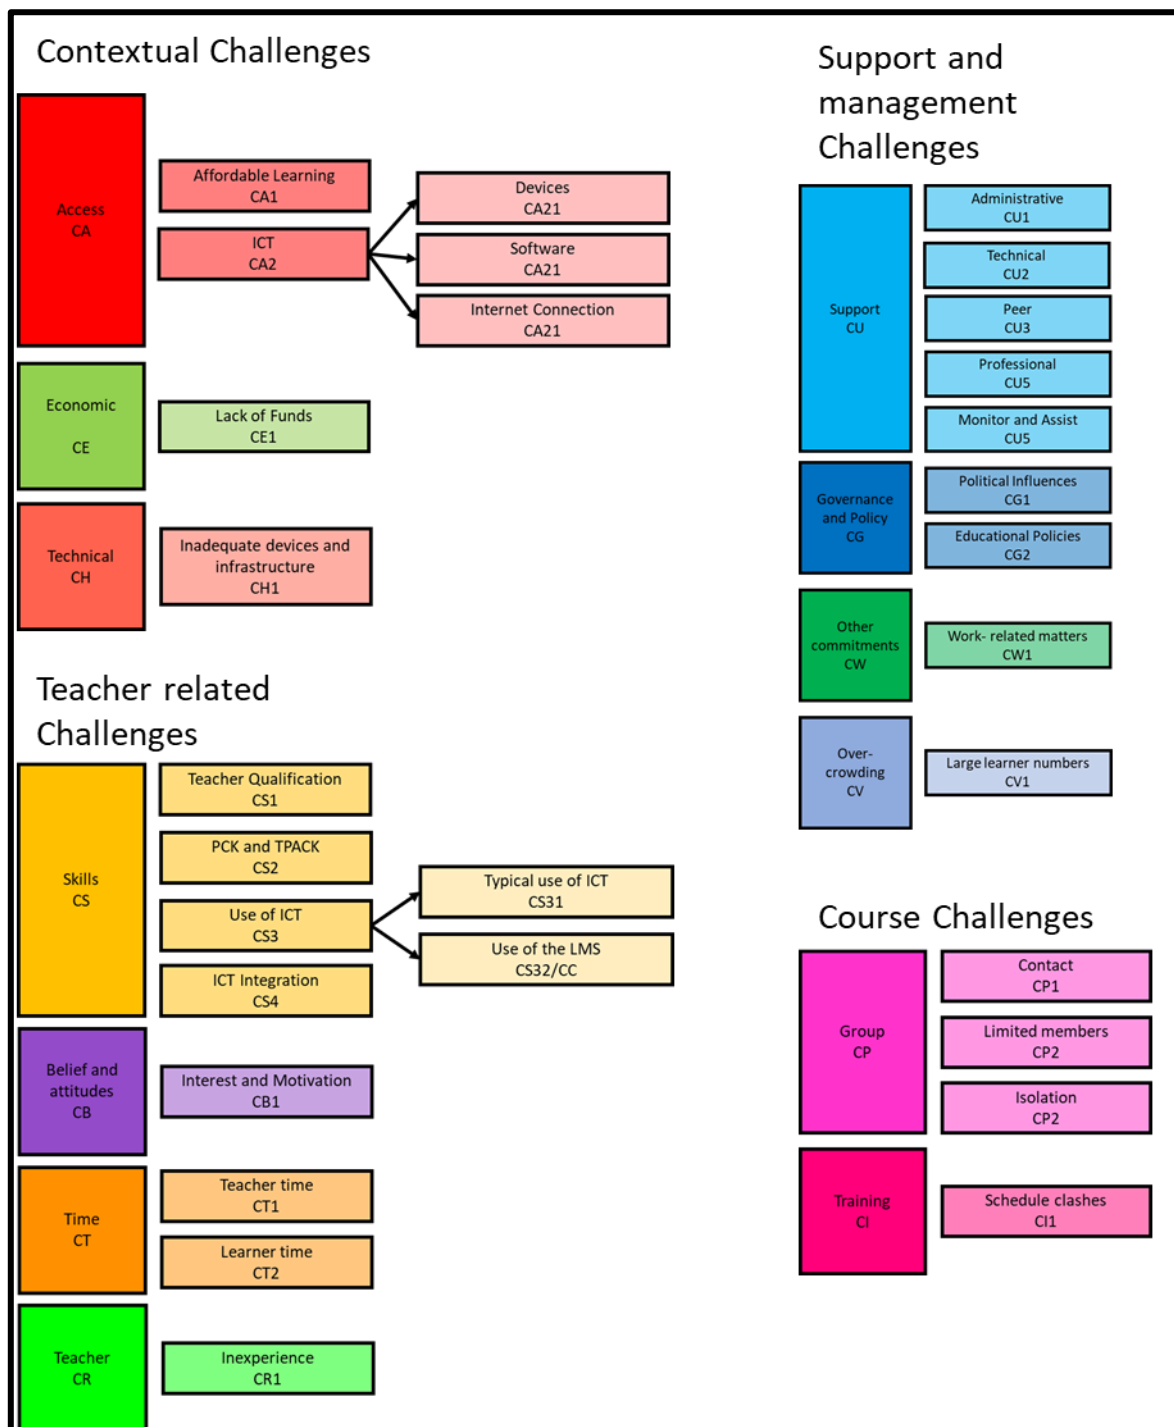 Contextual Challenges
Access
CA
Affordable Learning
CA1
ICT
CA2
Devices
CA21
Software
CA21
Internet Connection
CA21
Economic
CE
Lack of Funds
CE1
Technical
CH
Inadequate devices and
infrastructure
CH1
Teacher related
Challenges
Skills
CS
Teacher Qualification
CS1
PCK and TPACK
CS2
Use of ICT
CS3
ICT Integration
CS4
Typical use of ICT
CS31
Use of the LMS
CS32/CC
Belief and
attitudes
CB
Interest and Motivation
CB1
Time
CT
Teacher time
CT1
Learner time
CT2
Teacher
CR
Inexperience
CR1
Support and
management
Challenges
Support
CU
Administrative
CU1
Technical
CU2
Peer
CU3
Professional
CU5
Monitor and Assist
CU5
Governance
and Policy
CG
Political Influences
CG1
Educational Policies
CG2
Other
commitments
CW
Work- related matters
CW1
Over-
crowding
CV
Large learner numbers
CV1
Course Challenges
Group
CP
Contact
CP1
Limited members
CP2
Isolation
CP2
Training
CI
Schedule clashes
CI1